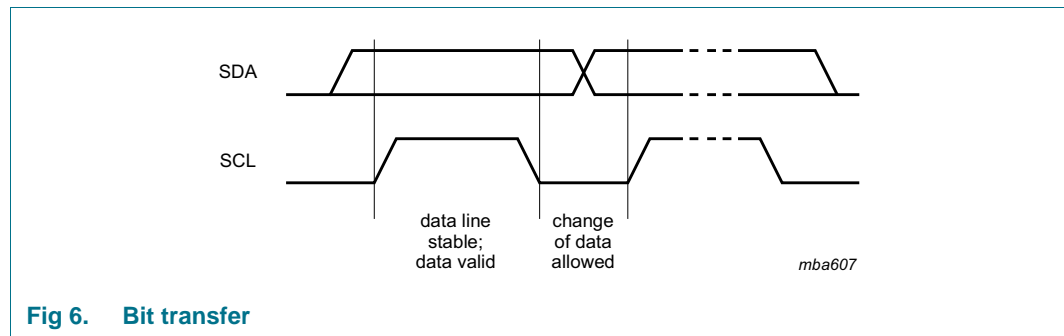 SDA
SCL
data line
stable;
data valid
change
of data
allowed
mba607
Fig 6. Bit transfer